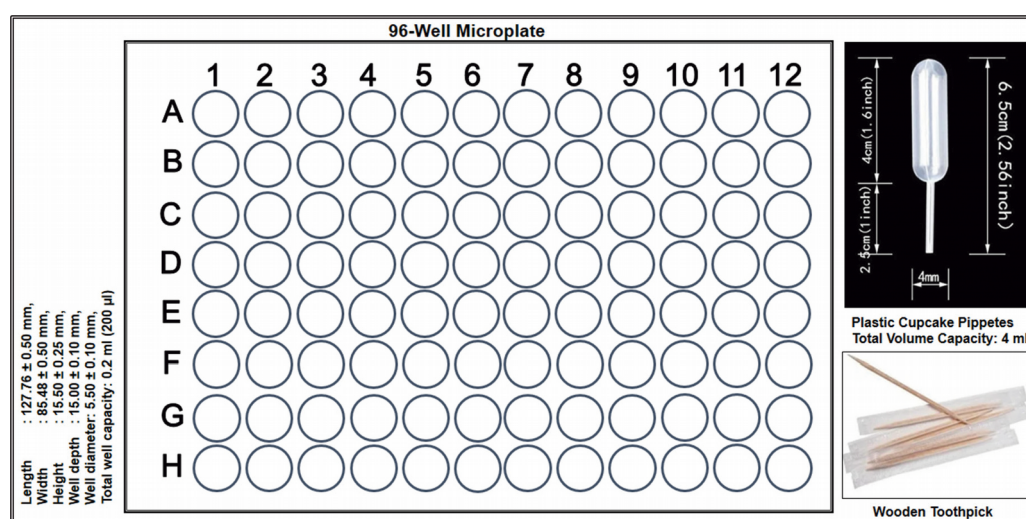 96-Well Microplate
1 2 3 4 5 6 7 8 9 10 11 12
A
B
C
D
E
F
G
H
Length : 127.76 ± 0.50 mm,
Width : 85.48 ± 0.50 mm,
Height : 15.50 ± 0.25 mm,
Well depth : 15.00 ± 0.10 mm,
Well diameter: 5.50 ± 0.10 mm,
Total well capacity: 0.2 ml (200 µl)
4cm(1.6inch)
2.5cm(1inch)
6.5cm(2.56inch)
4mm
Plastic Cupcake Pippetes
Total Volume Capacity: 4 ml
Wooden Toothpick